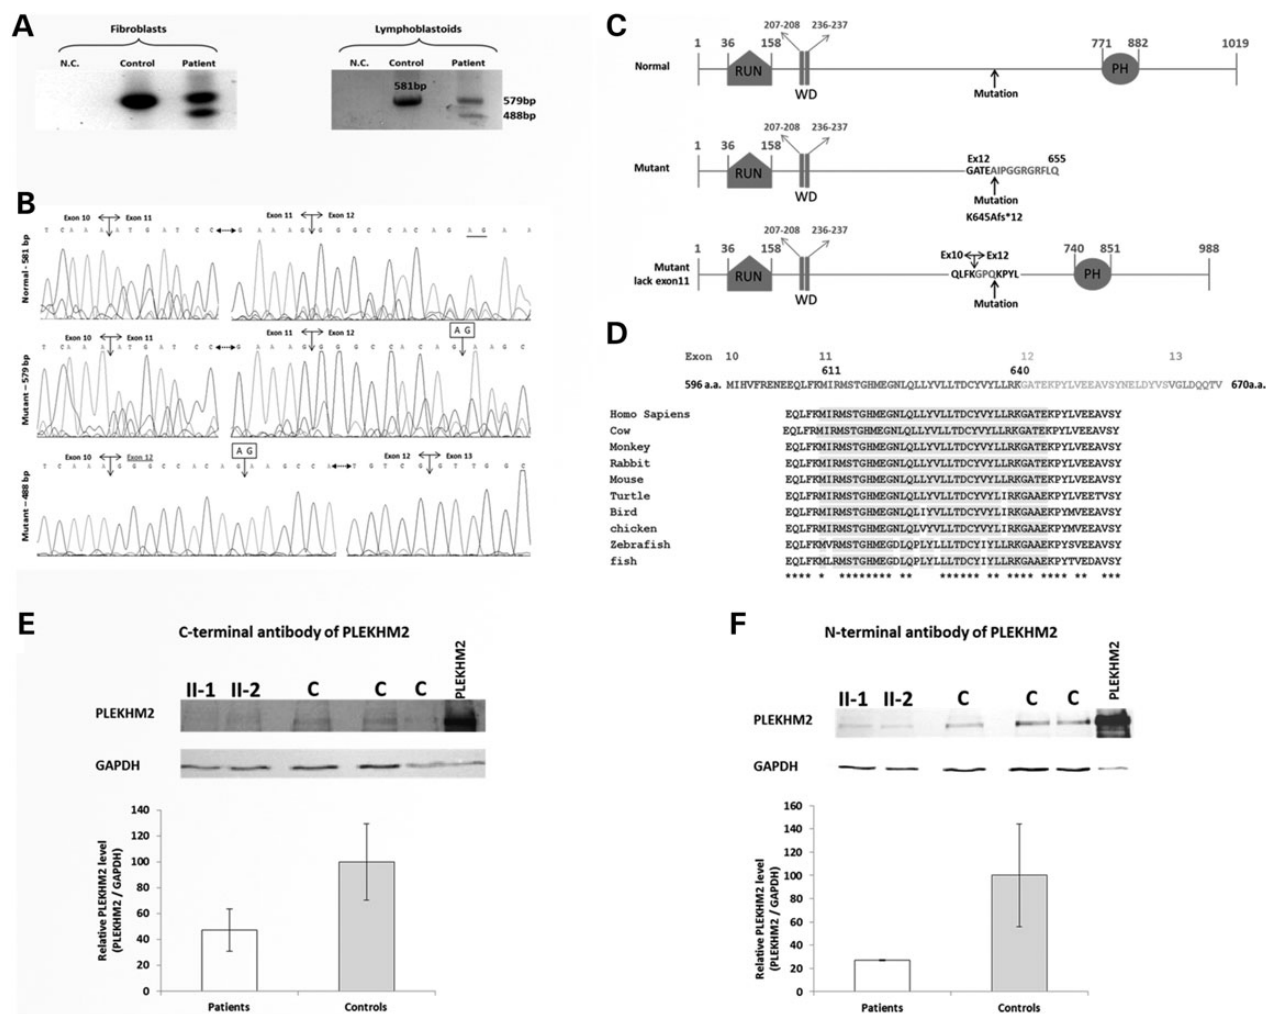 A
Fibroblasts
N.C. Control Patient
Lymphoblastoids
N.C. Control Patient
581bp
579bp
488bp
B
Normal - 581 bp
Exon 10 Exon 11
Exon 11 Exon 12
T C A A A A T G A T C C G A A A G G G G C C A C A G A G A A
Mutant – 579 bp
Exon 10 Exon 11
Exon 11 Exon 12
A G
T C A A A A T G A T C C G A A A G G G G C C A C A G A A G C
Mutant – 488 bp
Exon 10 Exon 12
A G
Exon 12 Exon 13
T C A A A G G G C C A C A G A A G C C A T G T C G G T T G G C
C
Normal
1 36 158 207-208 236-237 771 882 1019
RUN
WD
PH
Mutation
Mutant
1 36 158 207-208 236-237 Ex12 655
RUN
WD
GATEAIPGGRGRFLQ
Mutation
K645Afs*12
Mutant
lack exon11
1 36 158 207-208 236-237 740 851 988
RUN
WD
Ex10 Ex12
QLFKGPQKPYL
PH
Mutation
D
Exon 10 11 12 13
611 640
596 a.a. MIHVFRENEEQLFKMIRMSTGHMEGNLQLLYVLLTDCYVYLLRKGATEKPYLVEEAVSYNELDYVSVGLDQQTV 670a.a.
Homo Sapiens EQLFKMIRMSTGHMEGNLQLLYVLLTDCYVYLLRKGATEKPYLVEEAVSY
Cow EQLFRMIRMSTGHMEGNLQLLYVLLTDCYVYLLRKGATEKPYLVEEAVSY
Monkey EQLFKMIRMSTGHMEGNLQLLYVLLTDCYVYLLRKGATEKPYLVEEAVSY
Rabbit EQLFKMIRMSTGHMEGNLQLLYVLLTDCYVYLLRKGATEKPYLVEEAVSY
Mouse EQLFKMIRMSTGHMEGNLQLLYVLLTDCYVYLLRKGATEKPYLVEEAVSY
Turtle EQLFKMIRMSTGHMEGNLQLLYVLLTDCYVYLIRKGAAEKPYLVEETVSY
Bird EQLFKMIRMSTGHMEGNLQLIYVLLTDCYVYLIRKGAAEKPYMVEEAVSY
chicken EQLFKMIRMSTGHMEGNLQLLYVLLTDCYVYLIRKGAAEKPYMVEEAVSY
Zebrafish EQLFKMVRMSTGHMEGDLQPLYVLLTDCYIYLLRKGAAEKPYSVEEAVSY
fish EQLFKMLRMSTGHMEGNLQPLYLLLTDCYIYLLRKGAAEKPYTVEDAVSY
**** * ********** ** ****** ** **** ***** ** ***
E
C-terminal antibody of PLEKHM2
II-1 II-2 C C C PLEKHM2
PLEKHM2
GAPDH
Relative PLEKHM2 level
(PLEKHM2 / GAPDH)
140
120
100
80
60
40
20
0
Patients Controls
F
N-terminal antibody of PLEKHM2
II-1 II-2 C C C PLEKHM2
PLEKHM2
GAPDH
Relative PLEKHM2 level
(PLEKHM2 / GAPDH)
160
140
120
100
80
60
40
20
0
Patients Controls